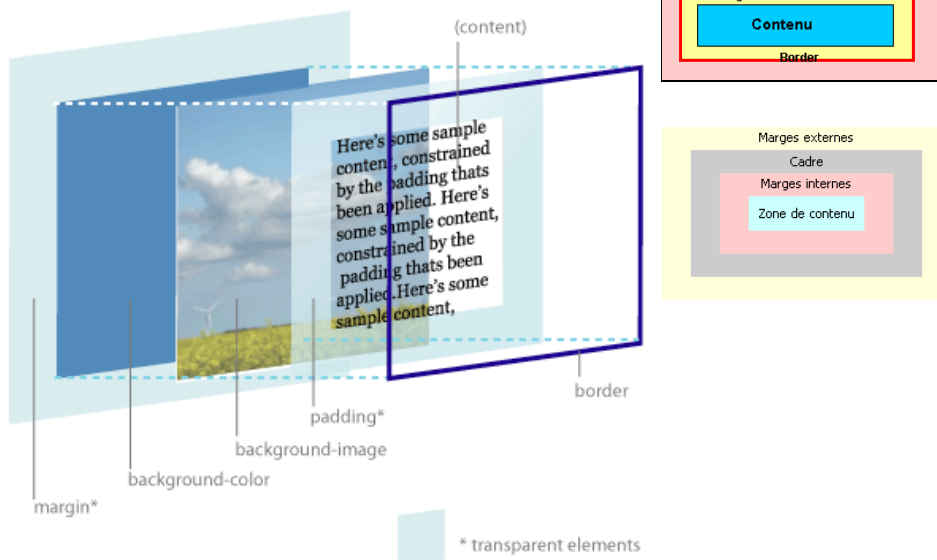 (content)
Here's some sample
content, constrained
by the padding thats
been applied. Here's
some sample content,
constrained by the
padding thats been
applied.Here's some
sample content,
border
padding*
background-image
background-color
margin*
* transparent elements
Contenu
Border
Marges externes
Cadre
Marges internes
Zone de contenu